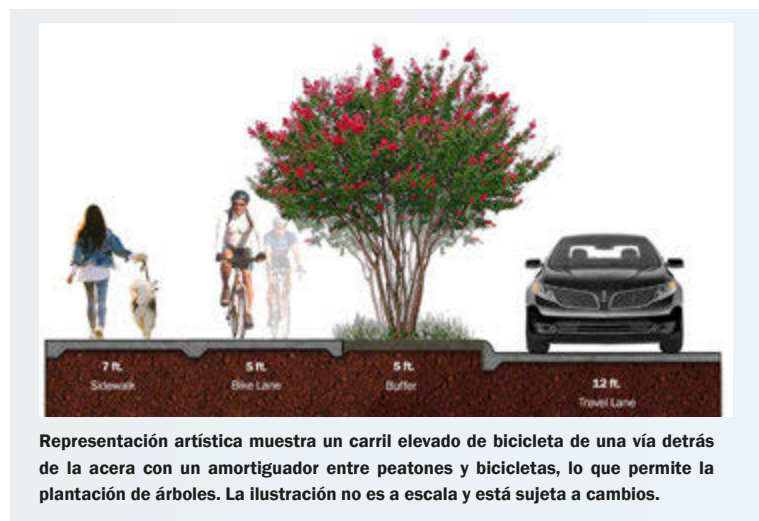 7 ft.
Sidewalk
5 ft.
Bike Lane
5 ft.
Buffer
12 ft.
Travel Lane
Representación artística muestra un carril elevado de bicicleta de una vía detrás
de la acera con un amortiguador entre peatones y bicicletas, lo que permite la
plantación de árboles. La ilustración no es a escala y está sujeta a cambios.